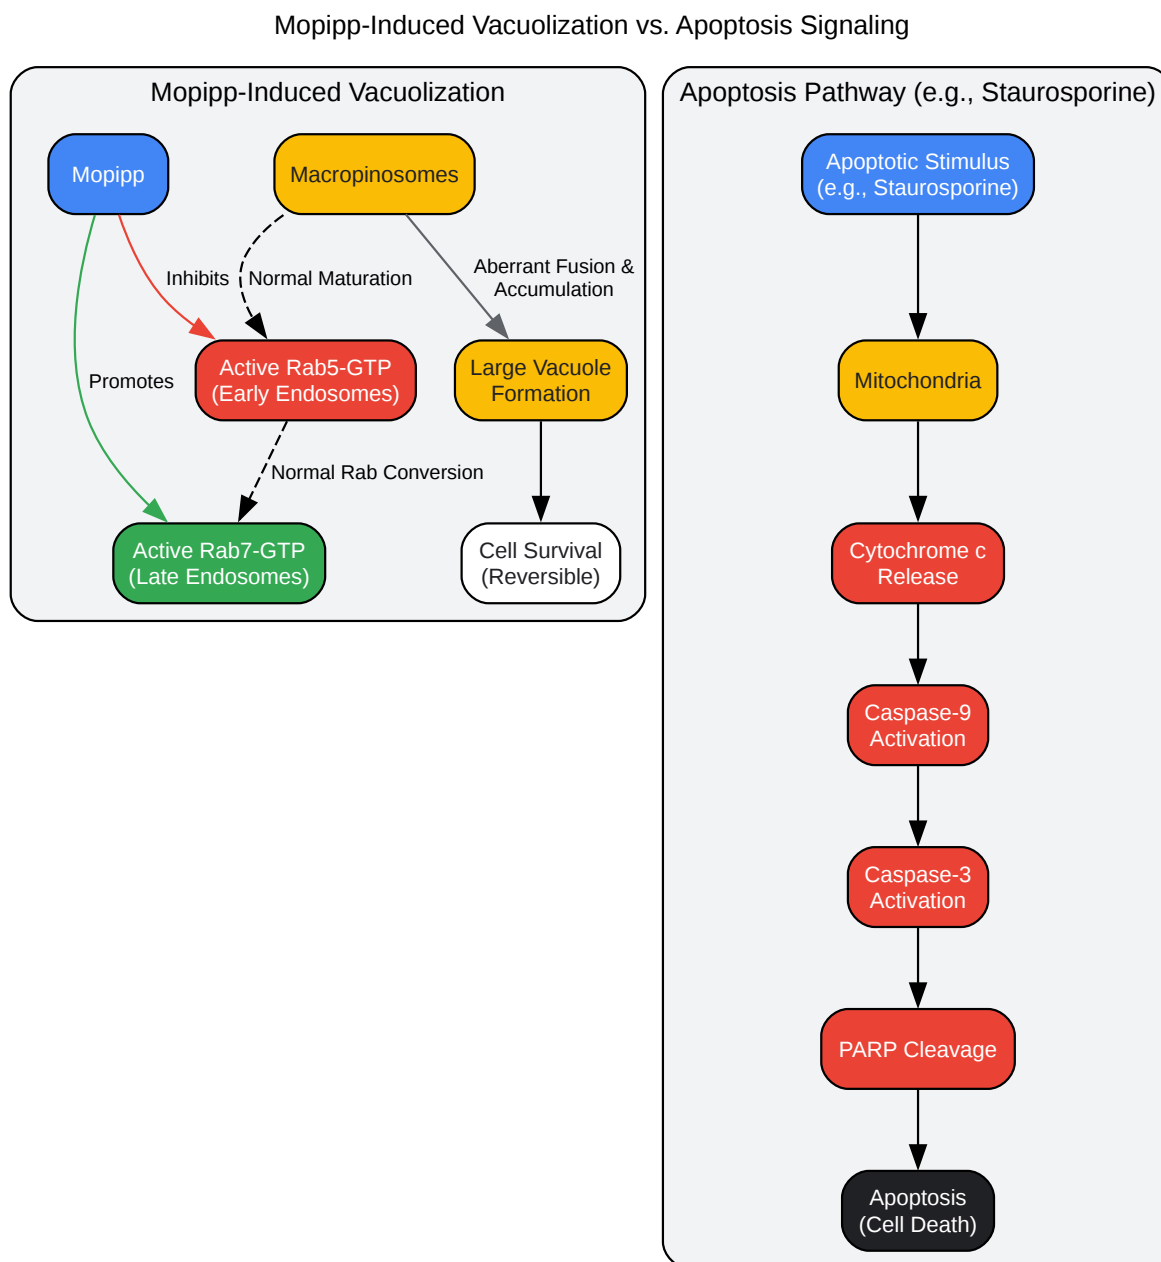 Mopipp-Induced Vacuolization vs. Apoptosis Signaling
Mopipp-Induced Vacuolization
Mopipp
Macropinosomes
Inhibits
Normal Maturation
Aberrant Fusion &
Accumulation
Promotes
Active Rab5-GTP
(Early Endosomes)
Large Vacuole
Formation
Normal Rab Conversion
Active Rab7-GTP
(Late Endosomes)
Cell Survival
(Reversible)
Apoptosis Pathway (e.g., Staurosporine)
Apoptotic Stimulus
(e.g., Staurosporine)
Mitochondria
Cytochrome c
Release
Caspase-9
Activation
Caspase-3
Activation
PARP Cleavage
Apoptosis
(Cell Death)